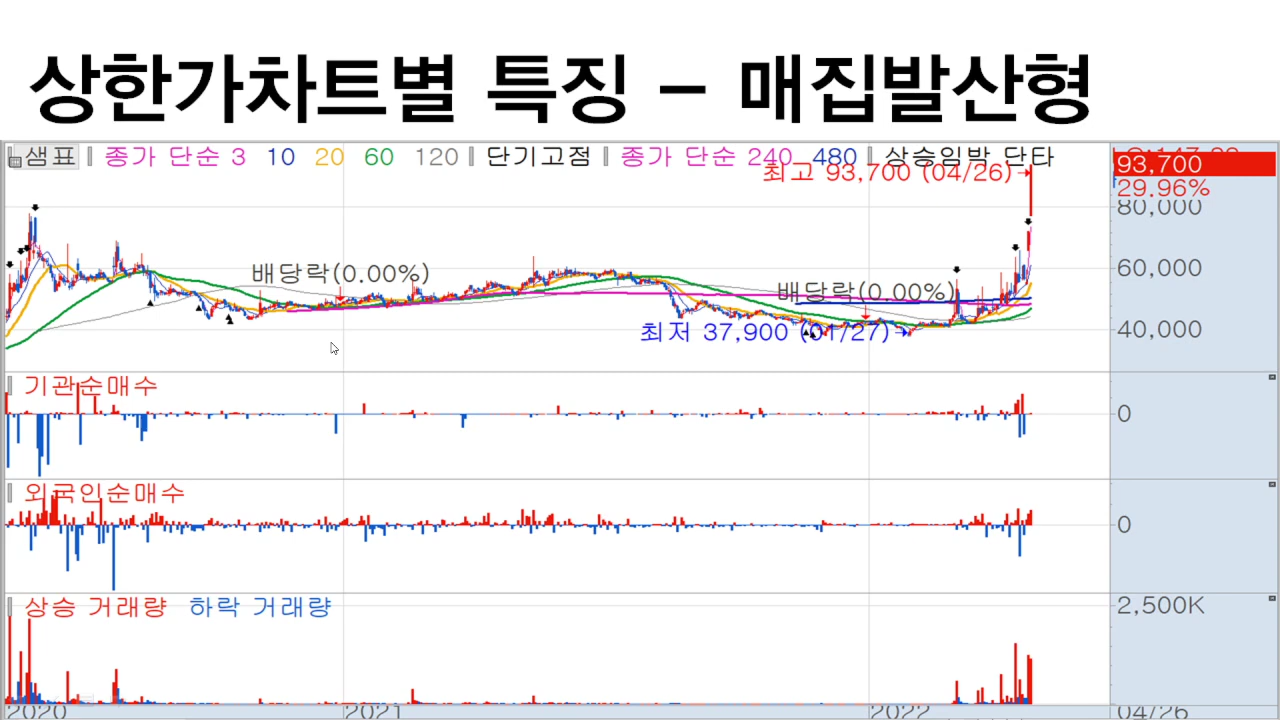 상한가차트별 특징 - 매집발산형
샘표 종가 단순 3 10 20 60 120 단기고점 종가 단순 240 480 상승임박 단타
최고 93,700 (04/26)
93,700
29.96%
80,000
배당락(0.00%)
60,000
배당락(0.00%)
최저 37,900 (01/27)
40,000
기관순매수
0
외국인순매수
0
상승 거래량 하락 거래량
2,500K
2020 2021 2022 04/26